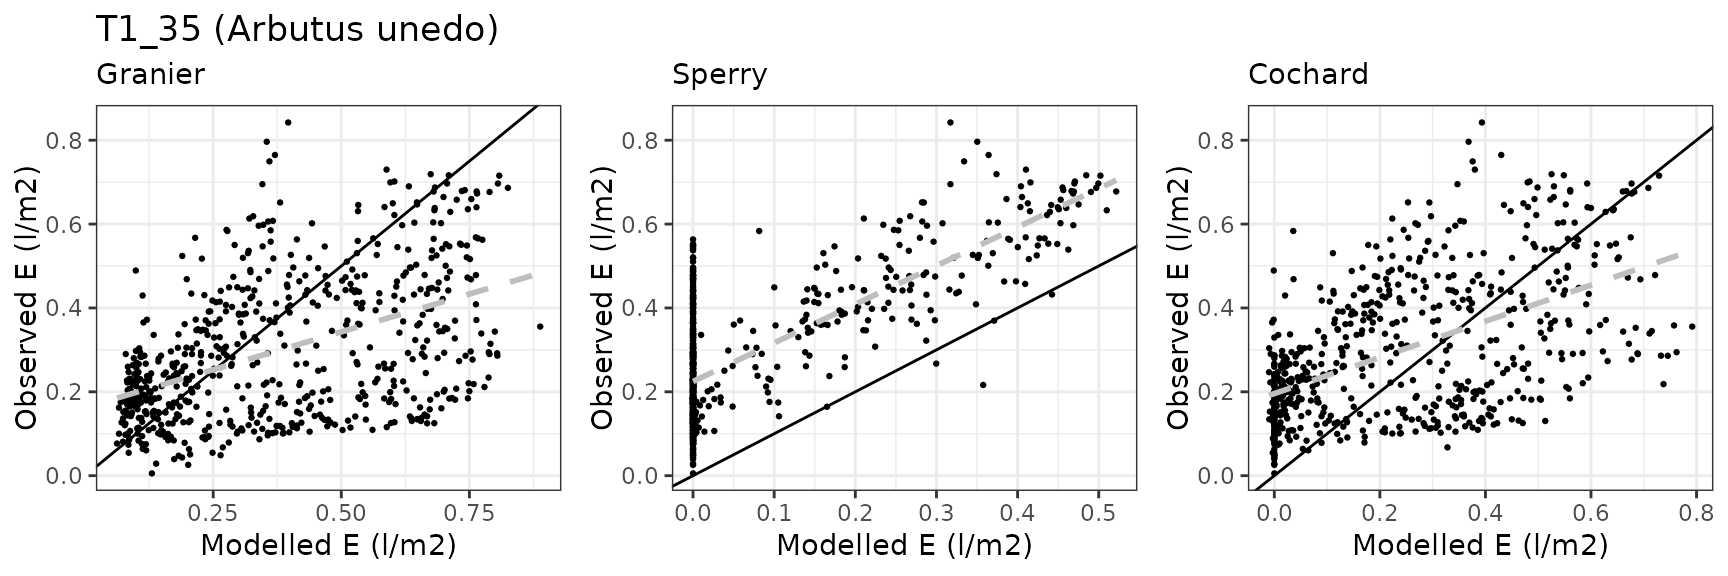 T1_35 (Arbutus unedo)
Granier
Sperry
Cochard
Observed E (l/m2)
0.8
0.6
0.4
0.2
0.0
0.25
0.50
0.75
Modelled E (l/m2)
Observed E (l/m2)
0.8
0.6
0.4
0.2
0.0
0.0
0.1
0.2
0.3
0.4
0.5
Modelled E (l/m2)
Observed E (l/m2)
0.8
0.6
0.4
0.2
0.0
0.0
0.2
0.4
0.6
0.8
Modelled E (l/m2)